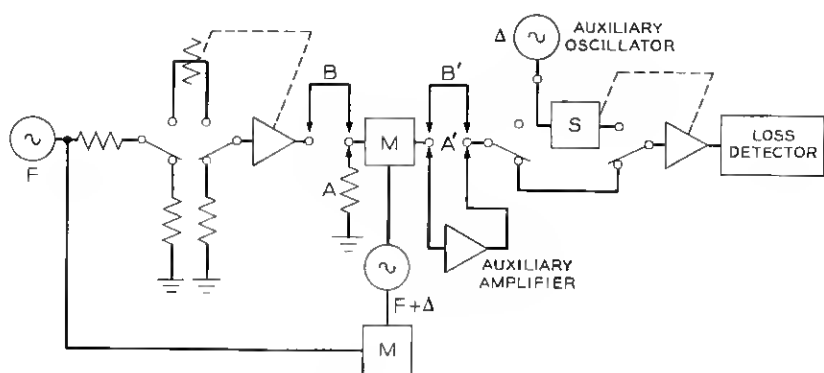 AUXILIARY
OSCILLATOR
Δ
B
B'
S
F
M
A'
LOSS
DETECTOR
A
AUXILIARY
AMPLIFIER
F+Δ
M